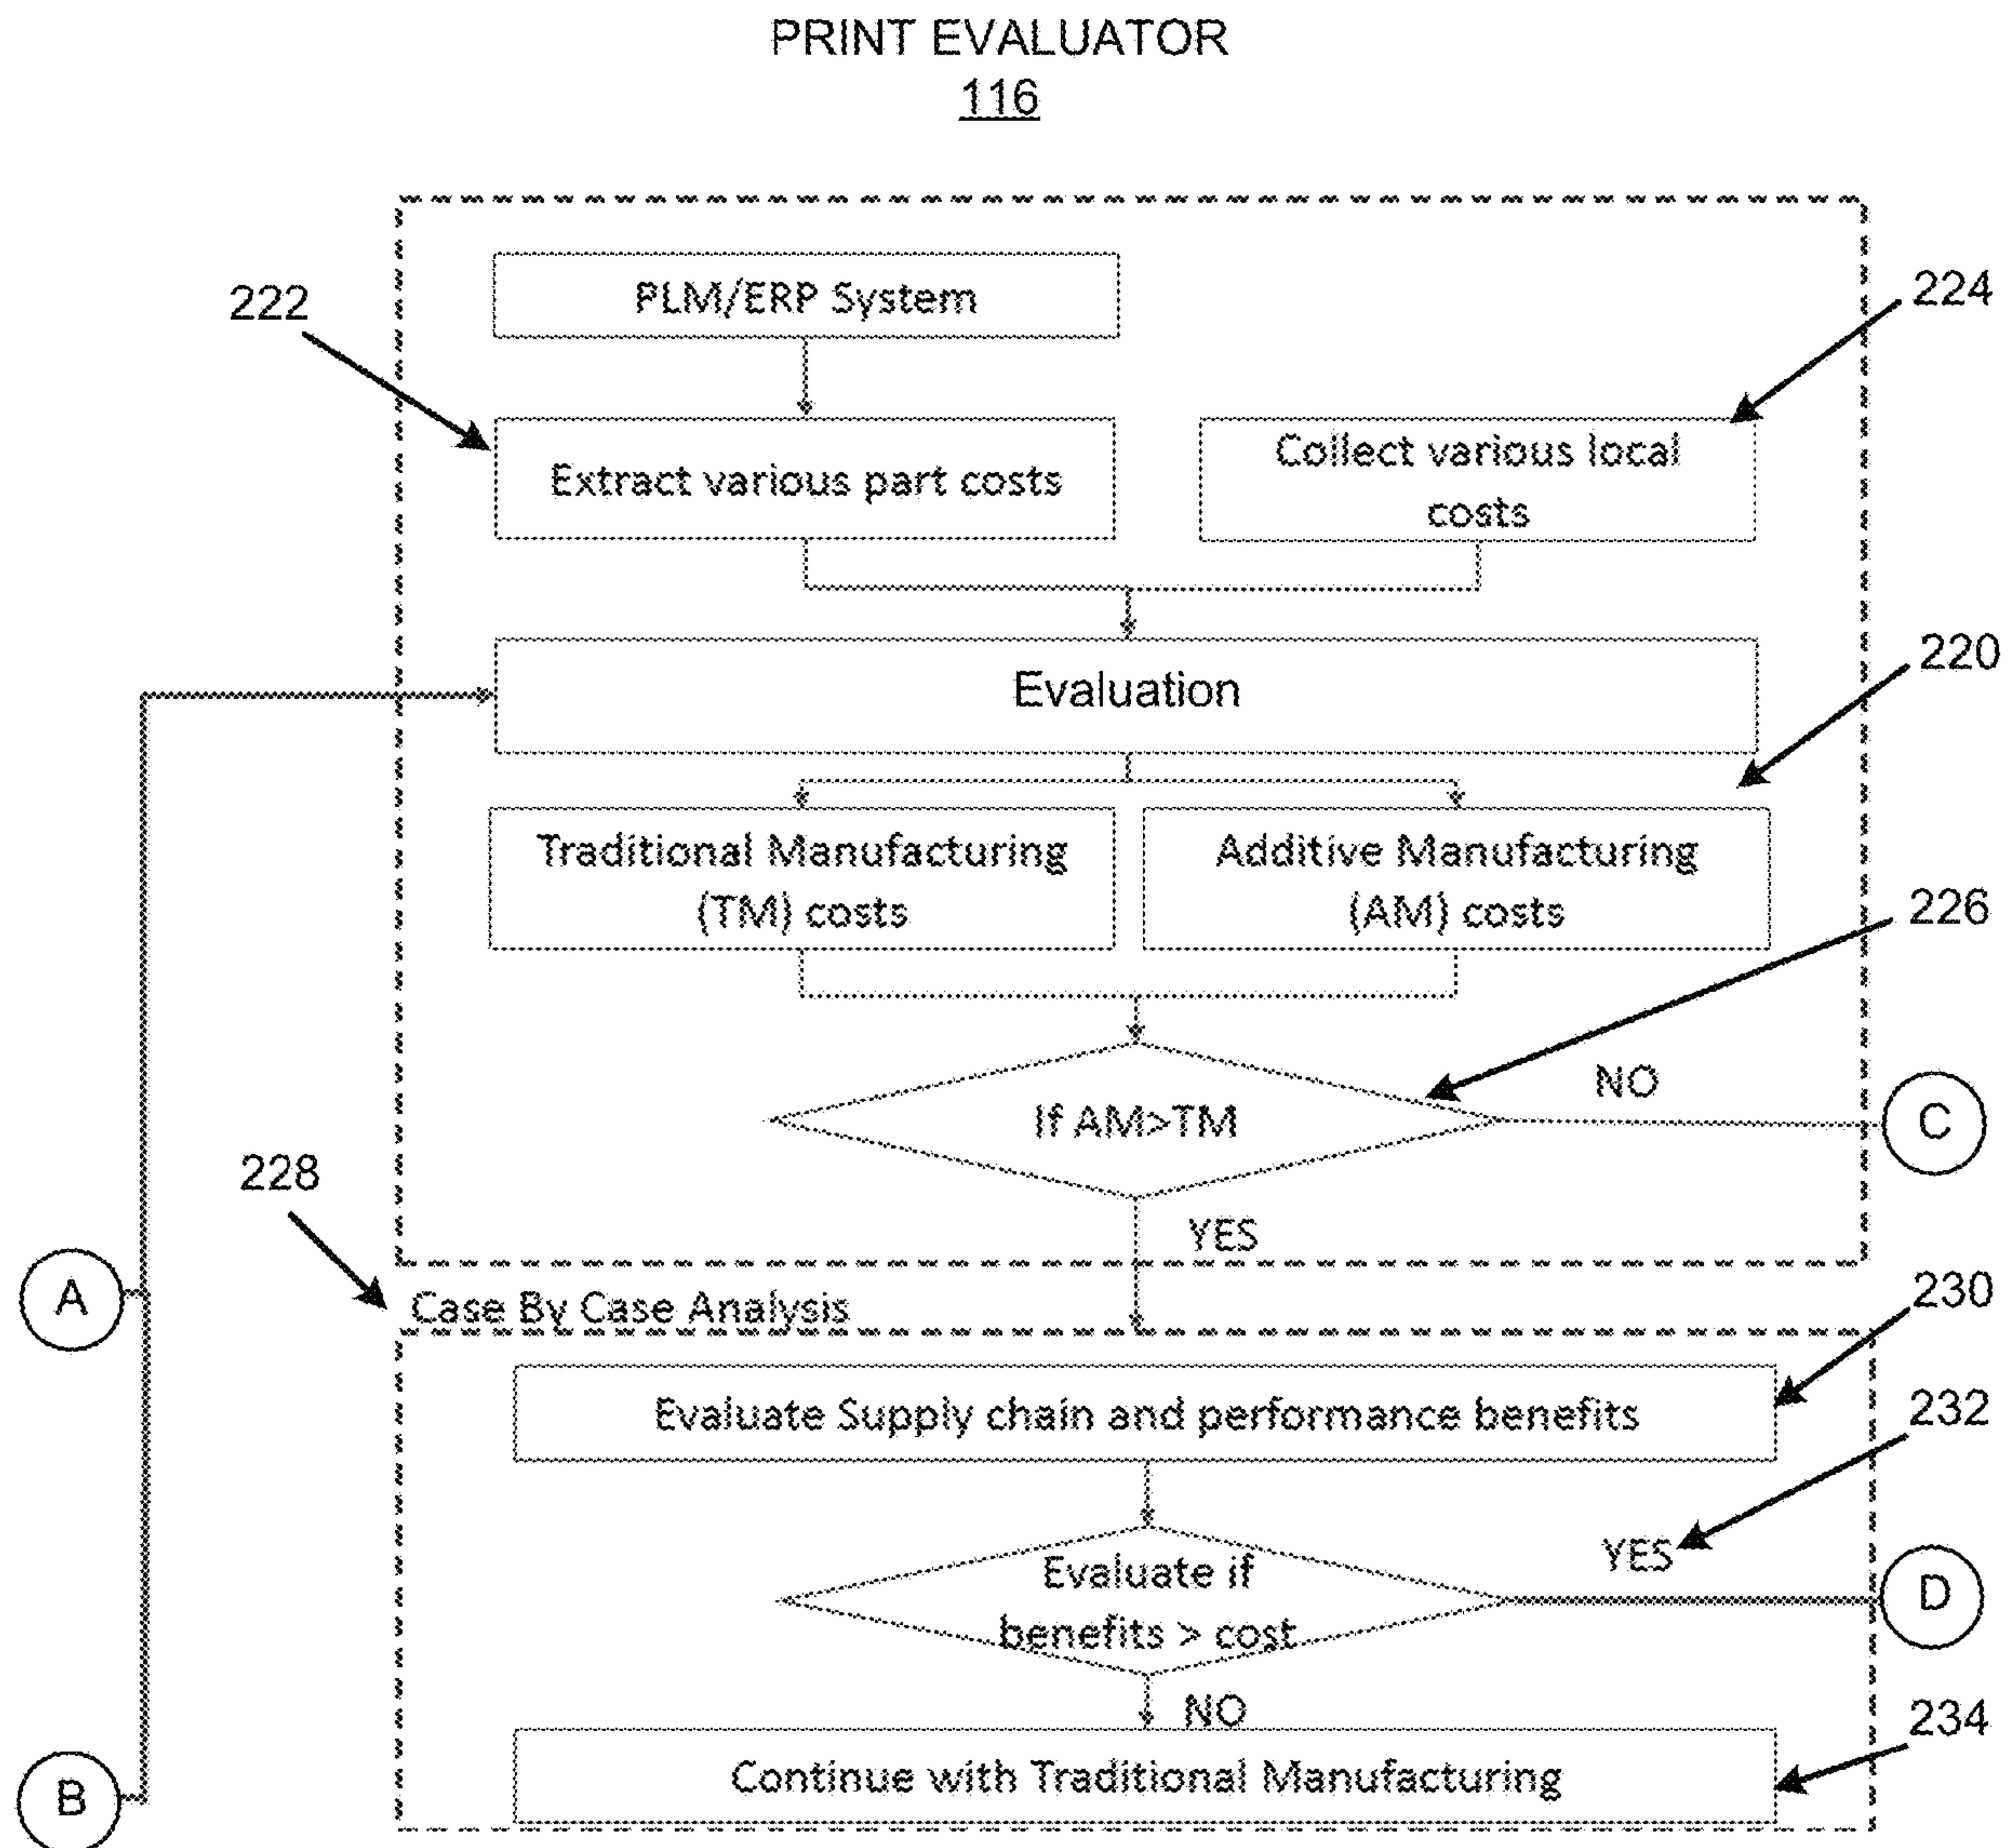 PRINT EVALUATOR
116
PLM/ERP System
222
224
Extract various part costs
Collect various local
costs
220
Evaluation
Traditional Manufacturing
(TM) costs
Additive Manufacturing
(AM) costs
226
If AM>TM
NO
C
228
YES
A
Case By Case Analysis
230
Evaluate Supply chain and performance benefits
232
Evaluate if
benefits > cost
YES
D
NO
234
Continue with Traditional Manufacturing
B